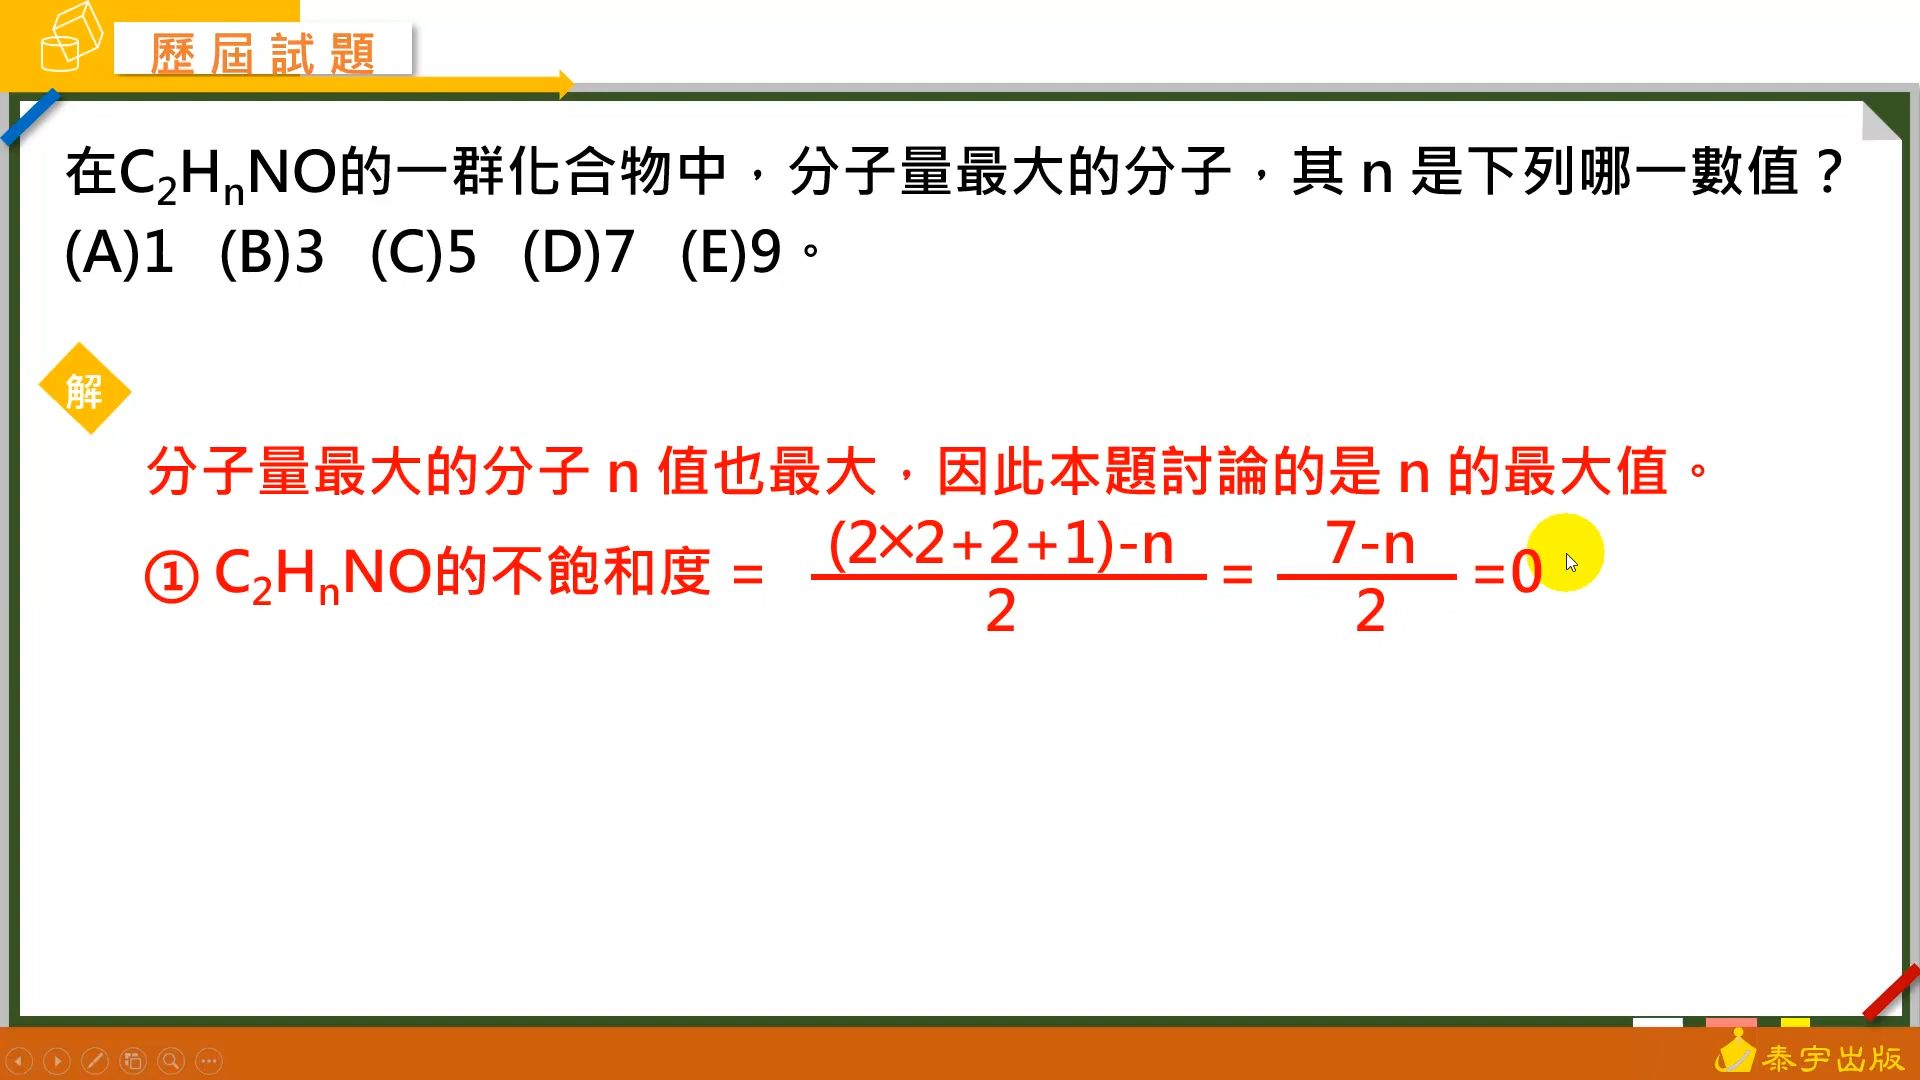 歷屆試題
在C₂HₙNO的一群化合物中，分子量最大的分子，其 n 是下列哪一數值？
(A)1 (B)3 (C)5 (D)7 (E)9。
解
分子量最大的分子 n 值也最大，因此本題討論的是 n 的最大值。
① C₂HₙNO的不飽和度 = (2×2+2+1)-n / 2 = 7-n / 2 =0
泰宇出版